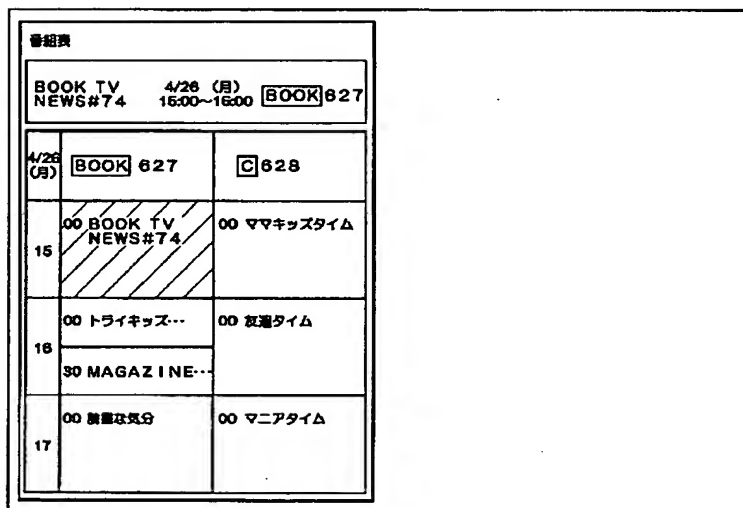 番組表
BOOK TV 4/26 (月)
NEWS#74 15:00~16:00 BOOK 627
4/26 BOOK 627 C 628
(月)
15 00 BOOK TV 00 ママキッズタイム
NEWS#74
16 00 トライキッズ… 00 友達タイム
30 MAGAZINE…
17 00 な気分 00 マニアタイム